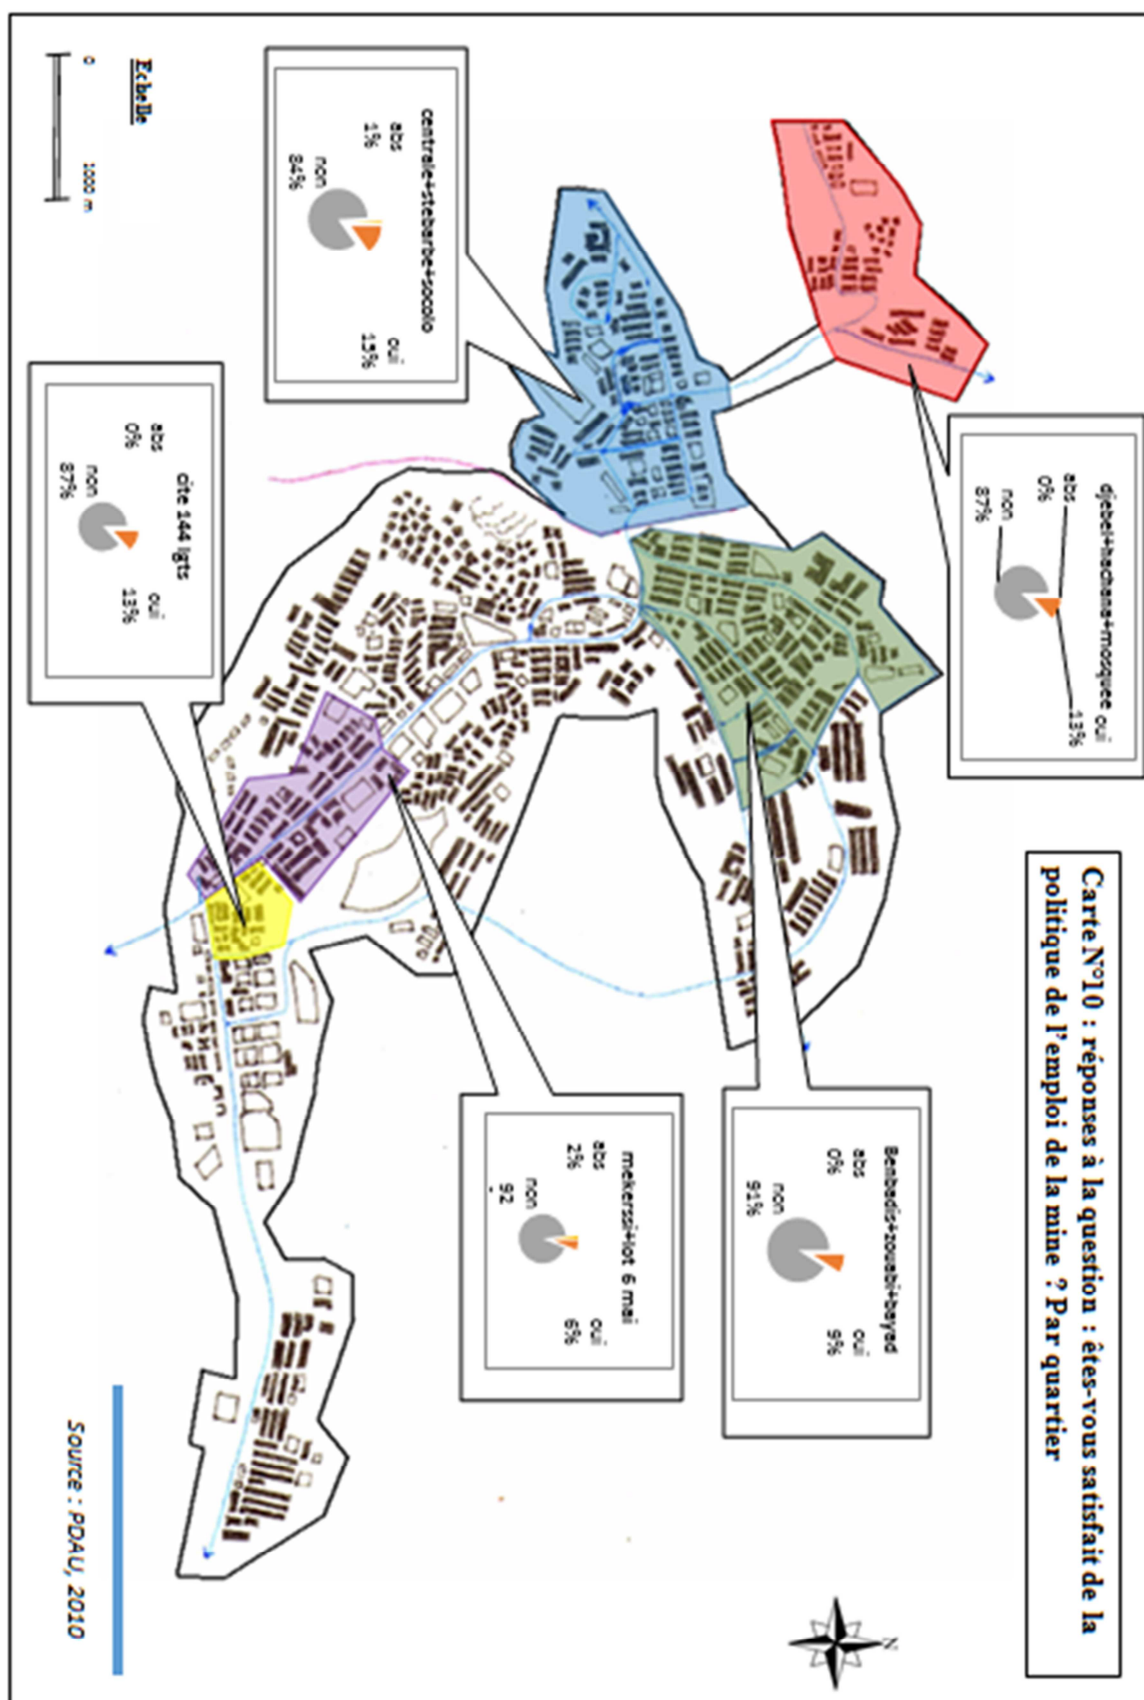 Carte N°10 : réponses à la question : êtes-vous satisfait de la
politique de l'emploi de la mine ? Par quartier
N
djebel+hachana+mosquee
abs
0%
oui
13%
non
87%
centrale+stebarbe+socolo
abs
1%
oui
15%
non
84%
Benbadis+zouabi+bayad
abs
0%
oui
9%
non
91%
mekerssi+lot 6 mai
abs
2%
oui
6%
non
92
cite 144 lgts
abs
0%
oui
13%
non
87%
Echelle
0 1000 m
Source : PDAU, 2010